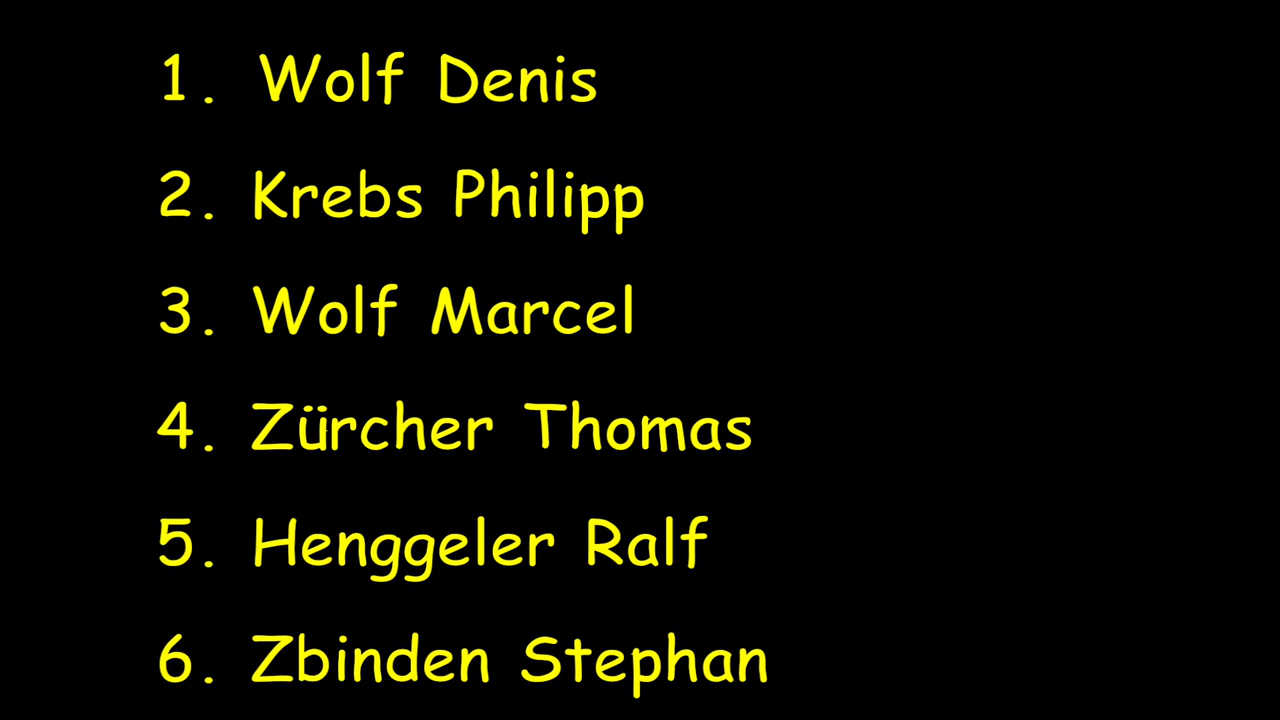 1. Wolf Denis
2. Krebs Philipp
3. Wolf Marcel
4. Zürcher Thomas
5. Henggeler Ralf
6. Zbinden Stephan